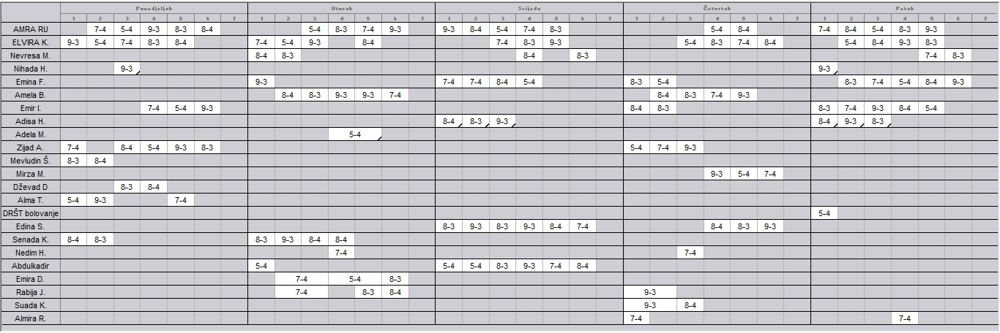 Ponedjeljek Utorak Srijeda Četvrtak Petak
1 2 3 4 5 6 7 1 2 3 4 5 6 7 1 2 3 4 5 6 7 1 2 3 4 5 6 7 1 2 3 4 5 6 7
AMRA RU 7-4 5-4 9-3 8-3 8-4 5-4 8-3 7-4 9-3 9-3 8-4 5-4 7-4 8-3 5-4 8-4 7-4 8-4 5-4 8-3 9-3
ELVIRA K. 9-3 5-4 7-4 8-3 8-4 7-4 5-4 9-3 8-4 7-4 8-3 9-3 5-4 8-3 7-4 8-4 5-4 8-4 9-3 8-3
Nevresa M. 8-4 8-3 8-4 8-3 7-4 8-3
Nihada H. 9-3 9-3
Emina F. 9-3 7-4 7-4 8-4 5-4 8-3 5-4 8-3 7-4 5-4 8-4 9-3
Amela B. 8-4 8-3 9-3 9-3 7-4 8-4 8-3 7-4 9-3
Emir I. 7-4 5-4 9-3 8-4 8-3 8-3 7-4 9-3 8-4 5-4
Adisa H. 8-4 8-3 9-3 8-4 9-3 8-3
Adela M. 5-4
Zijad A. 7-4 8-4 5-4 9-3 8-3 5-4 7-4 9-3
Mevludin Š. 8-3 8-4
Mirza M. 9-3 5-4 7-4
Dževad D 8-3 8-4
Alma T. 5-4 9-3 7-4
DRŠT bolovanje 5-4
Edina S. 8-3 9-3 8-3 9-3 8-4 7-4 8-4 8-3 9-3
Senada K. 8-4 8-3 8-3 9-3 8-4 8-4
Nedim H. 7-4 7-4
Abdulkadir 5-4 5-4 5-4 8-3 9-3 7-4 8-4
Emira D. 7-4 5-4 8-3
Rabija J. 7-4 8-3 8-4 9-3
Suada K. 9-3 8-4
Almira R. 7-4 7-4